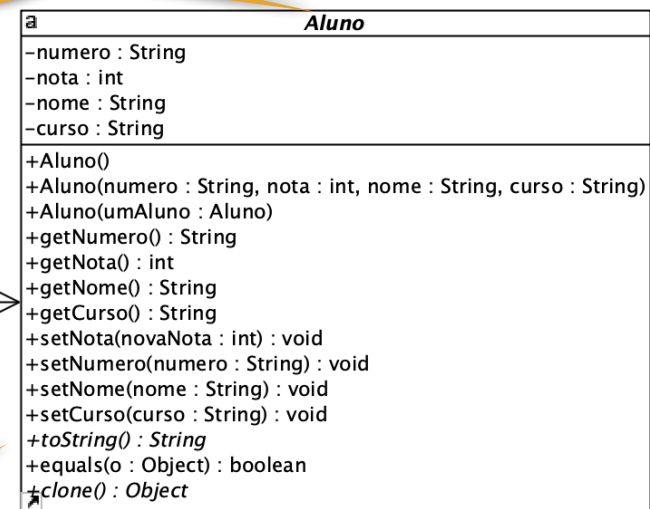 a Aluno
-numero : String
-nota : int
-nome : String
-curso : String
+Aluno()
+Aluno(numero : String, nota : int, nome : String, curso : String)
+Aluno(umAluno : Aluno)
+getNumero() : String
+getNota() : int
+getNome() : String
+getCurso() : String
+setNota(novaNota : int) : void
+setNumero(numero : String) : void
+setNome(nome : String) : void
+setCurso(curso : String) : void
+toString() : String
+equals(o : Object) : boolean
+clone() : Object